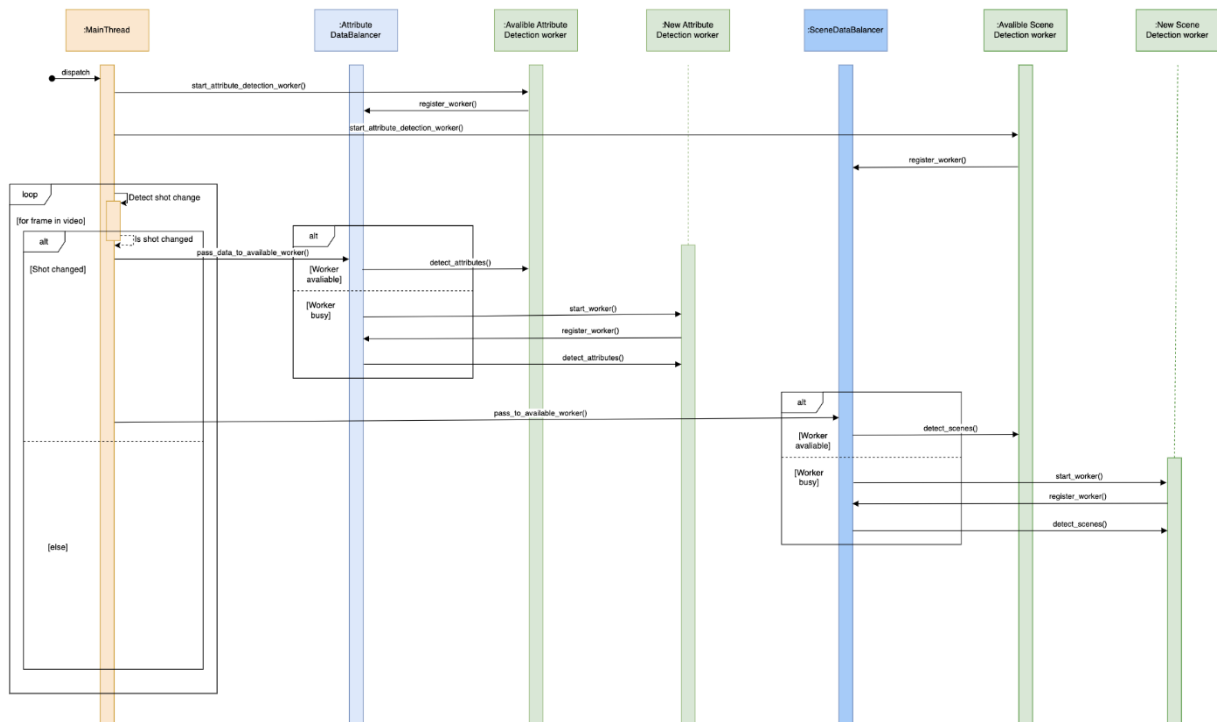 :MainThread
:Attribute
DataBalancer
:Avalible Attribute
Detection worker
:New Attribute
Detection worker
:SceneDataBalancer
:Avalible Scene
Detection worker
:New Scene
Detection worker
dispatch
start_attribute_detection_worker()
register_worker()
start_attribute_detection_worker()
register_worker()
loop
Detect shot change
[for frame in video]
alt
Is shot changed
alt
pass_data_to_available_worker()
[Shot changed]
[Worker
avaliable]
detect_attributes()
[Worker
busy]
start_worker()
register_worker()
detect_attributes()
alt
pass_to_available_worker()
[Worker
avaliable]
detect_scenes()
[Worker
busy]
start_worker()
register_worker()
detect_scenes()
[else]